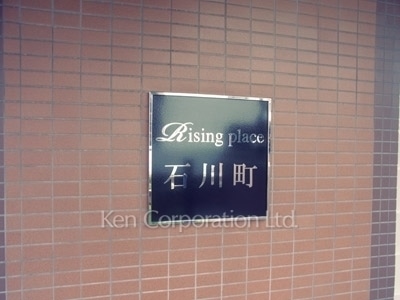 Rising place
石川町
Ken Corporation Ltd.